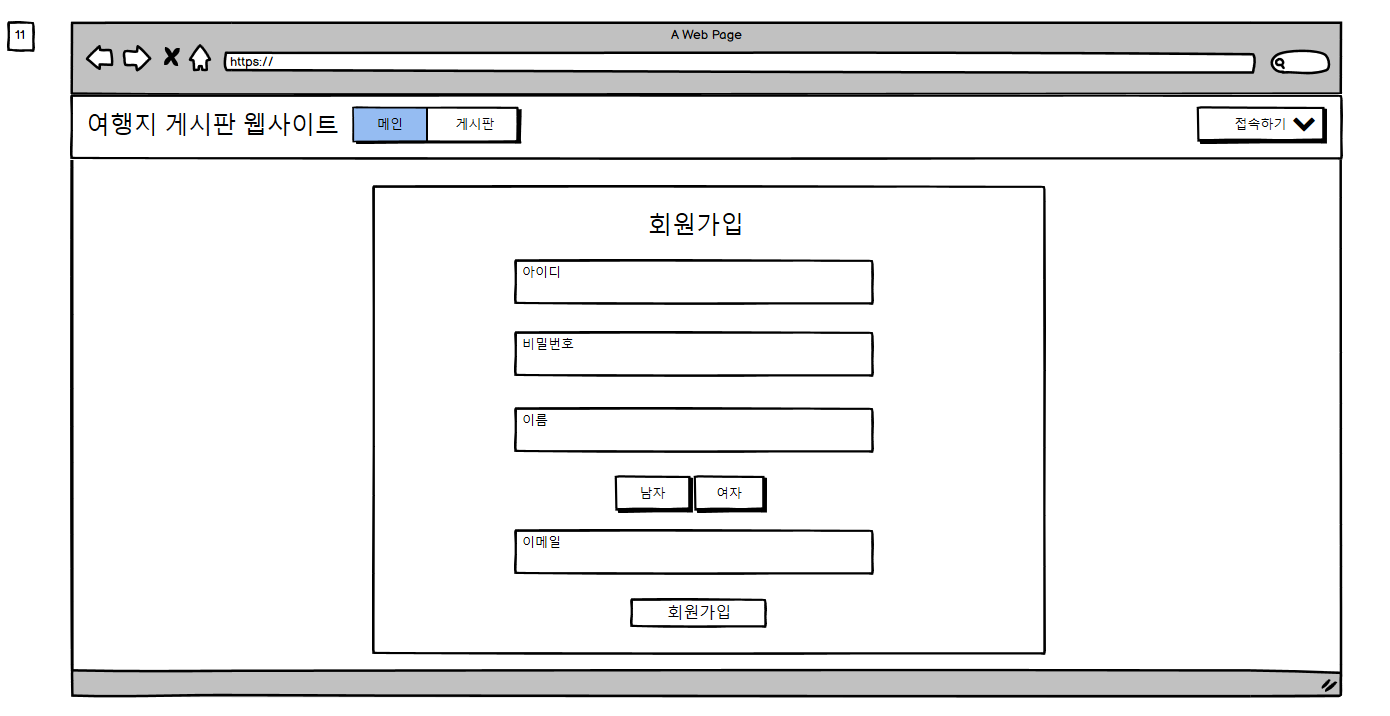 11
A Web Page
https://
여행지 게시판 웹사이트 메인 게시판 접속하기
회원가입
아이디
비밀번호
이름
남자 여자
이메일
회원가입